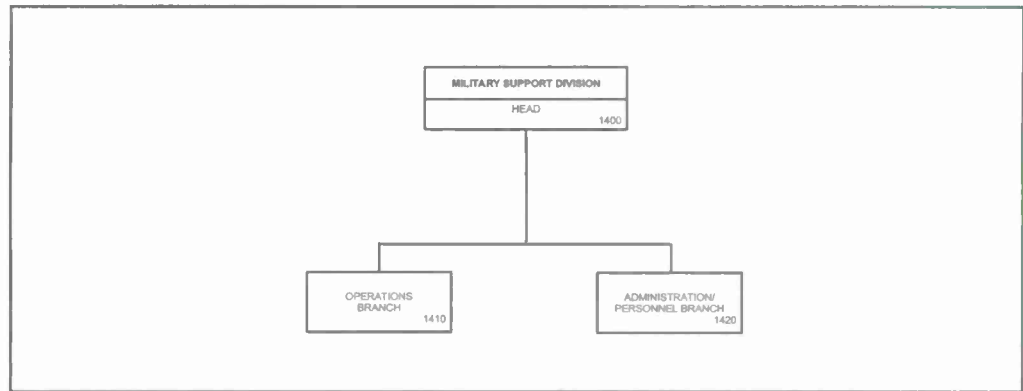 MILITARY SUPPORT DIVISION
HEAD
1400
OPERATIONS
BRANCH
1410
ADMINISTRATION/
PERSONNEL BRANCH
1420